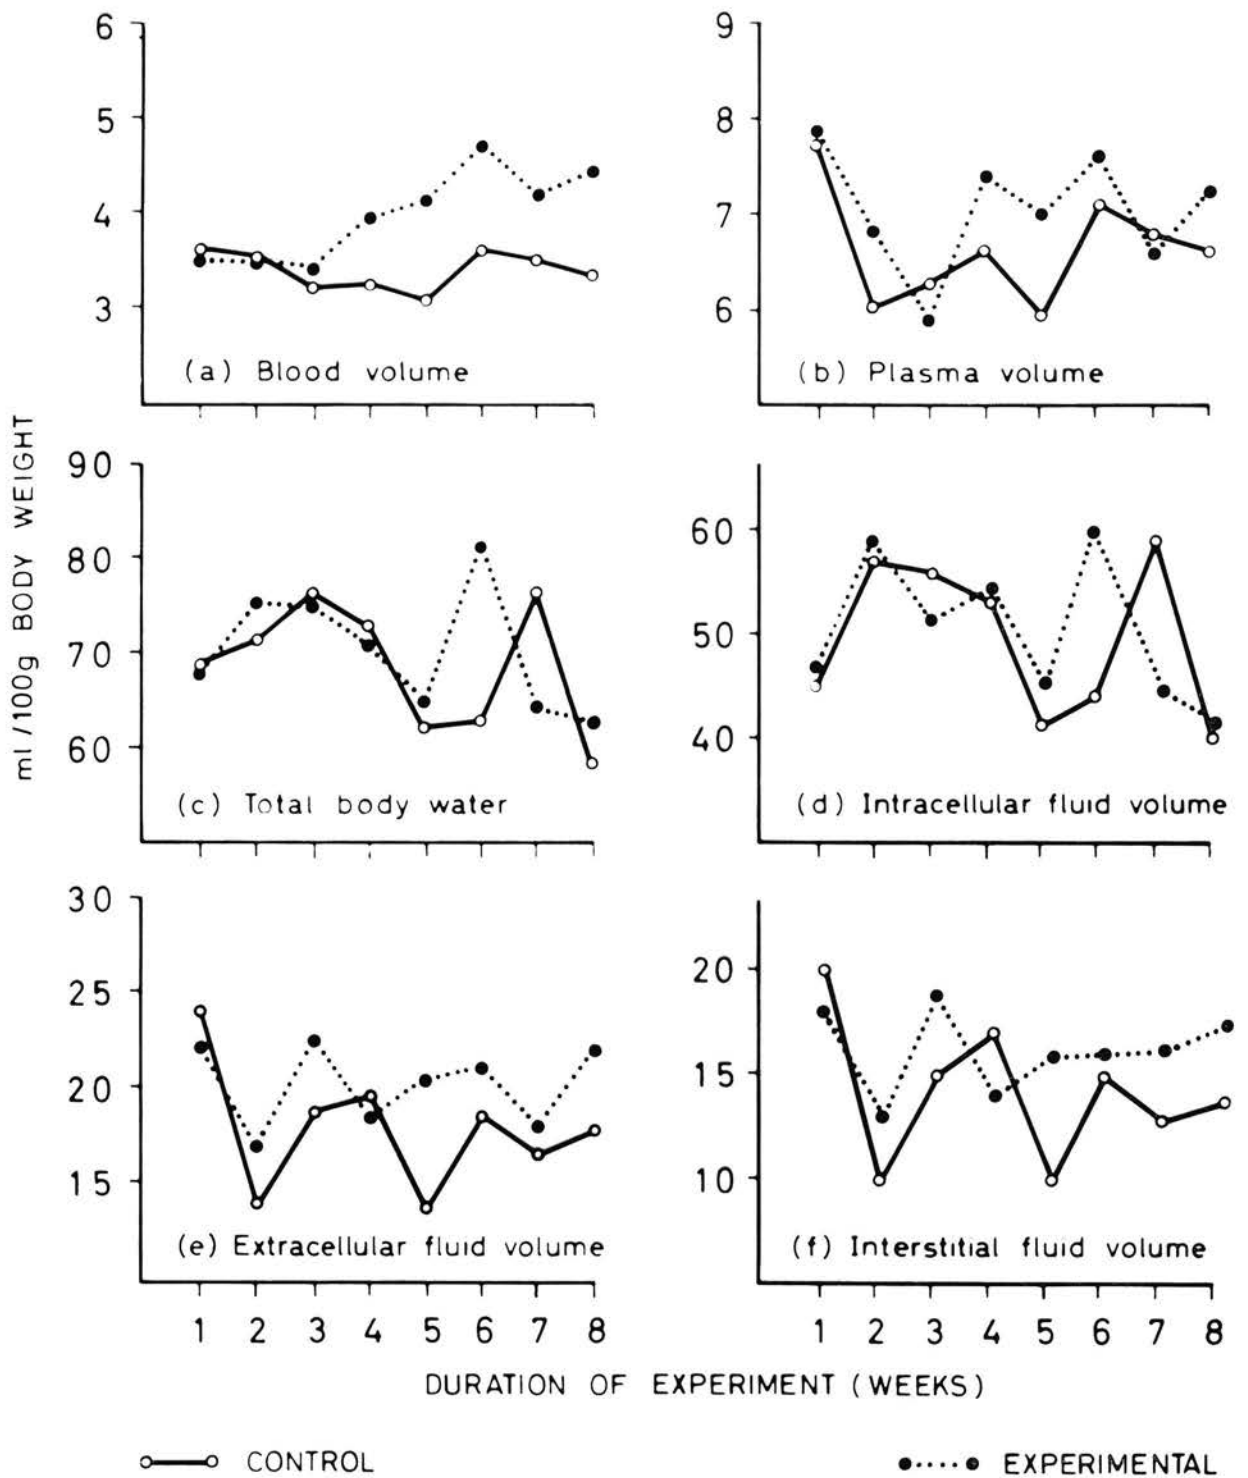 6
5
4
3
(a) Blood volume
9
8
7
6
(b) Plasma volume
ml/100g BODY WEIGHT
90
80
70
60
(c) Total body water
60
50
40
(d) Intracellular fluid volume
30
25
20
15
(e) Extracellular fluid volume
20
15
10
(f) Interstitial fluid volume
1 2 3 4 5 6 7 8
1 2 3 4 5 6 7 8
DURATION OF EXPERIMENT (WEEKS)
CONTROL
EXPERIMENTAL